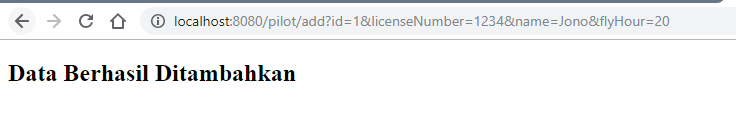 localhost:8080/pilot/add?id=1&licenseNumber=1234&name=Jono&flyHour=20
Data Berhasil Ditambahkan